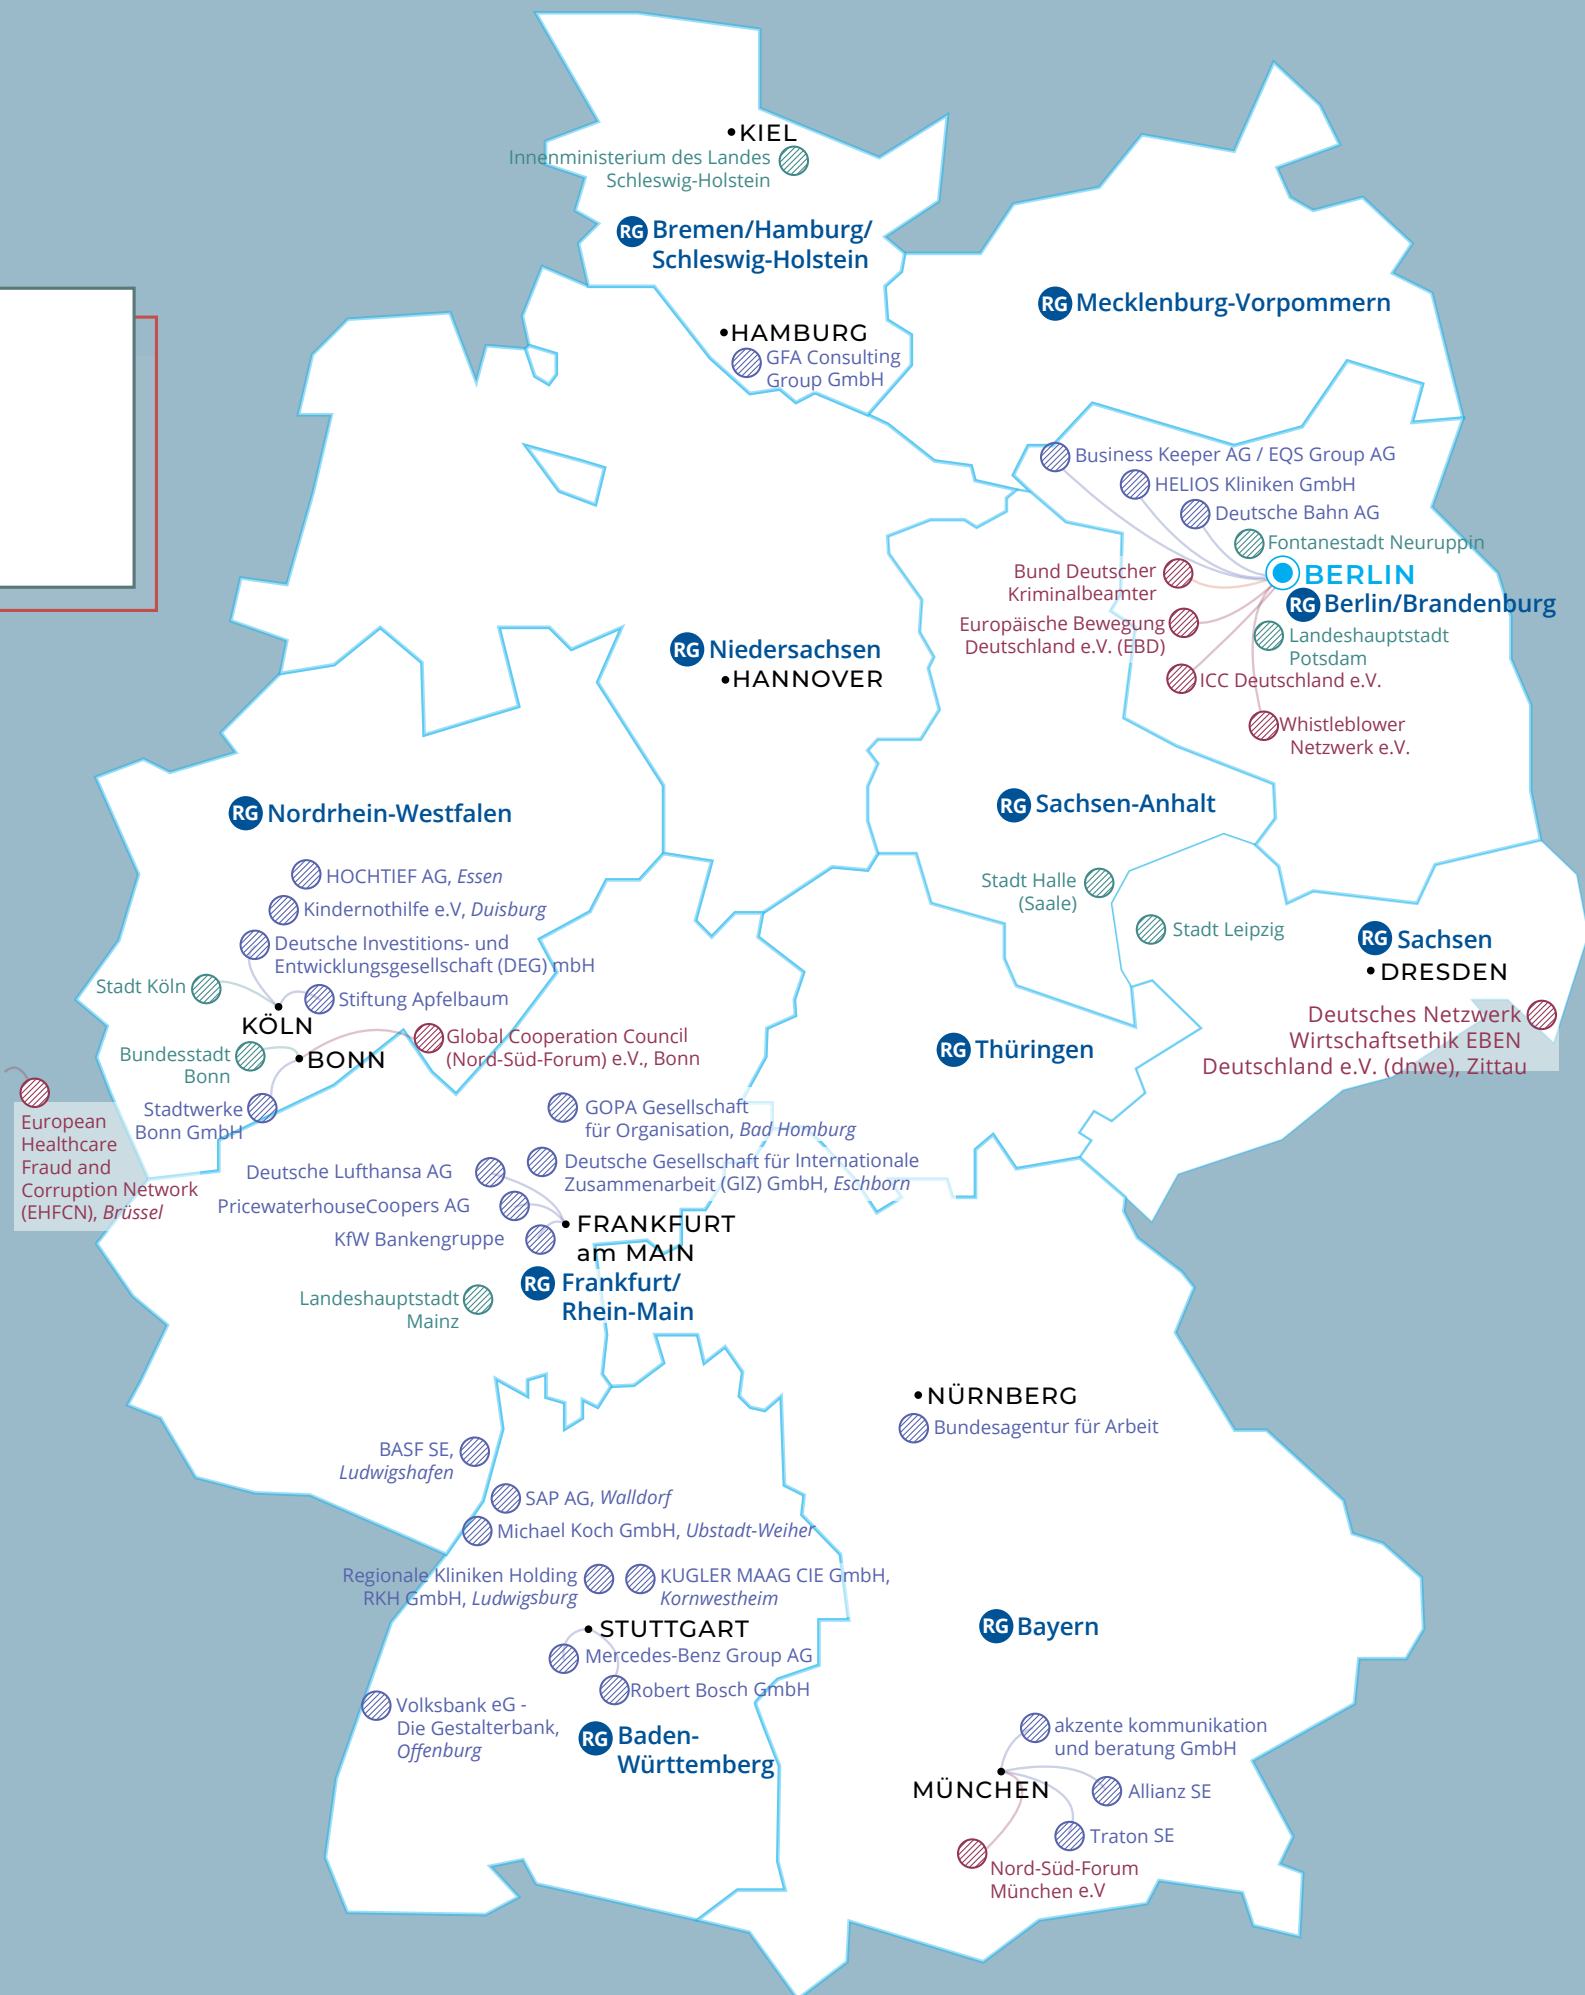 •KIEL
Innenministerium des Landes
Schleswig-Holstein
RG Bremen/Hamburg/
Schleswig-Holstein
RG Mecklenburg-Vorpommern
•HAMBURG
GFA Consulting
Group GmbH
Business Keeper AG / EQS Group AG
HELIOS Kliniken GmbH
Deutsche Bahn AG
Fontanestadt Neuruppin
BERLIN
RG Berlin/Brandenburg
Bund Deutscher
Kriminalbeamter
Europäische Bewegung
Deutschland e.V. (EBD)
Landeshauptstadt
Potsdam
ICC Deutschland e.V.
Whistleblower
Netzwerk e.V.
RG Niedersachsen
•HANNOVER
RG Nordrhein-Westfalen
RG Sachsen-Anhalt
HOCHTIEF AG, Essen
Kindernothilfe e.V, Duisburg
Deutsche Investitions- und
Entwicklungsgesellschaft (DEG) mbH
Stadt Köln
Stiftung Apfelbaum
KÖLN
Stadt Halle
(Saale)
Stadt Leipzig
RG Sachsen
•DRESDEN
Deutsches Netzwerk
Wirtschaftsethik EBEN
Deutschland e.V. (dnwe), Zittau
Global Cooperation Council
(Nord-Süd-Forum) e.V., Bonn
Bundesstadt
Bonn
•BONN
RG Thüringen
Stadtwerke
Bonn GmbH
European
Healthcare
Fraud and
Corruption Network
(EHFCN), Brüssel
GOPA Gesellschaft
für Organisation, Bad Homburg
Deutsche Gesellschaft für Internationale
Zusammenarbeit (GIZ) GmbH, Eschborn
Deutsche Lufthansa AG
PricewaterhouseCoopers AG
KfW Bankengruppe
•FRANKFURT
am MAIN
RG Frankfurt/
Rhein-Main
Landeshauptstadt
Mainz
•NÜRNBERG
Bundesagentur für Arbeit
BASF SE,
Ludwigshafen
SAP AG, Walldorf
Michael Koch GmbH, Ubstadt-Weiher
Regionale Kliniken Holding
RKH GmbH, Ludwigsburg
KUGLER MAAG CIE GmbH,
Kornwestheim
•STUTTGART
Mercedes-Benz Group AG
Robert Bosch GmbH
RG Bayern
Volksbank eG -
Die Gestalterbank,
Offenburg
RG Baden-
Württemberg
akzente kommunikation
und beratung GmbH
MÜNCHEN
Allianz SE
Traton SE
Nord-Süd-Forum
München e.V